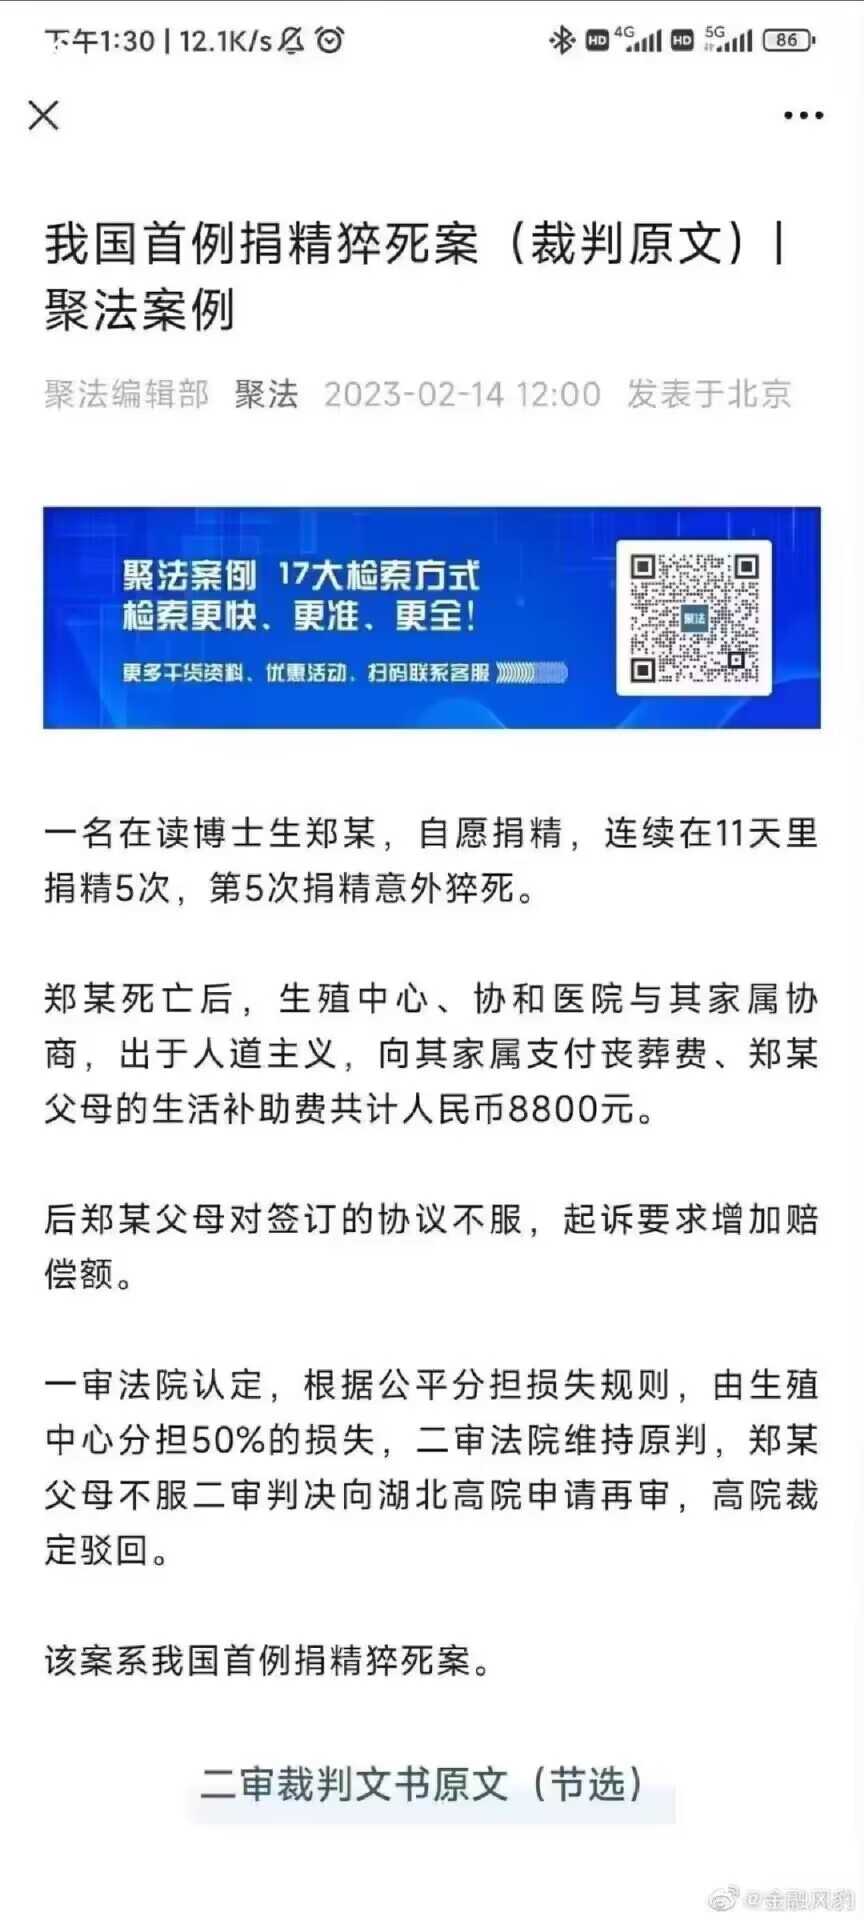 下午1:30 | 12.1K/s
HD 4G HD 5G 86
我国首例捐精猝死案（裁判原文）|
聚法案例
聚法编辑部 聚法 2023-02-14 12:00 发表于北京
聚法案例 17大检索方式
检索更快、更准、更全！
更多干货资料、优惠活动，扫码联系客服
聚法
一名在读博士生郑某，自愿捐精，连续在11天里
捐精5次，第5次捐精意外猝死。
郑某死亡后，生殖中心、协和医院与其家属协
商，出于人道主义，向其家属支付丧葬费、郑某
父母的生活补助费共计人民币8800元。
后郑某父母对签订的协议不服，起诉要求增加赔
偿额。
一审法院认定，根据公平分担损失规则，由生殖
中心分担50%的损失，二审法院维持原判，郑某
父母不服二审判决向湖北高院申请再审，高院裁
定驳回。
该案系我国首例捐精猝死案。
二审裁判文书原文（节选）
@金融风豹